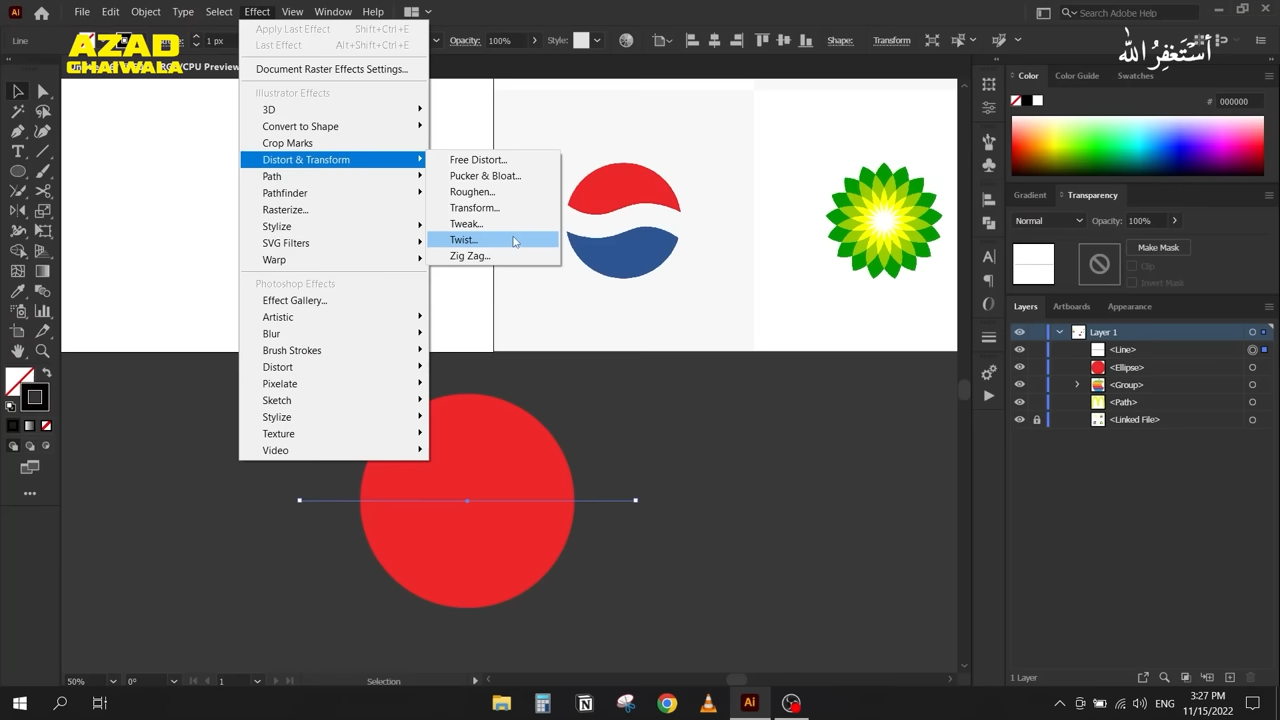 File Edit Object Type Select Effect View Window Help
Search Adobe Help
Line
1 px
Opacity: 100%
Style:
Shape:
Transform
AZAD
CHAIWALA
أستغفر الله
Apply Last Effect Shift+Ctrl+E
Last Effect Alt+Shift+Ctrl+E
Document Raster Effects Settings...
Illustrator Effects
3D
Convert to Shape
Crop Marks
Distort & Transform
Path
Pathfinder
Rasterize...
Stylize
SVG Filters
Warp
Photoshop Effects
Effect Gallery...
Artistic
Blur
Brush Strokes
Distort
Pixelate
Sketch
Stylize
Texture
Video
Free Distort...
Pucker & Bloat...
Roughen...
Transform...
Tweak...
Twist...
Zig Zag...
Color Color Guide Swatches
# 000000
Gradient Transparency
Normal Opacity: 100%
Make Mask
Clip
Invert Mask
Layers Artboards Appearance
Layer 1
<Line>
<Ellipse>
<Group>
<Path>
<Linked File>
1 Layer
50% 0° 1 Selection
3:27 PM
11/15/2022